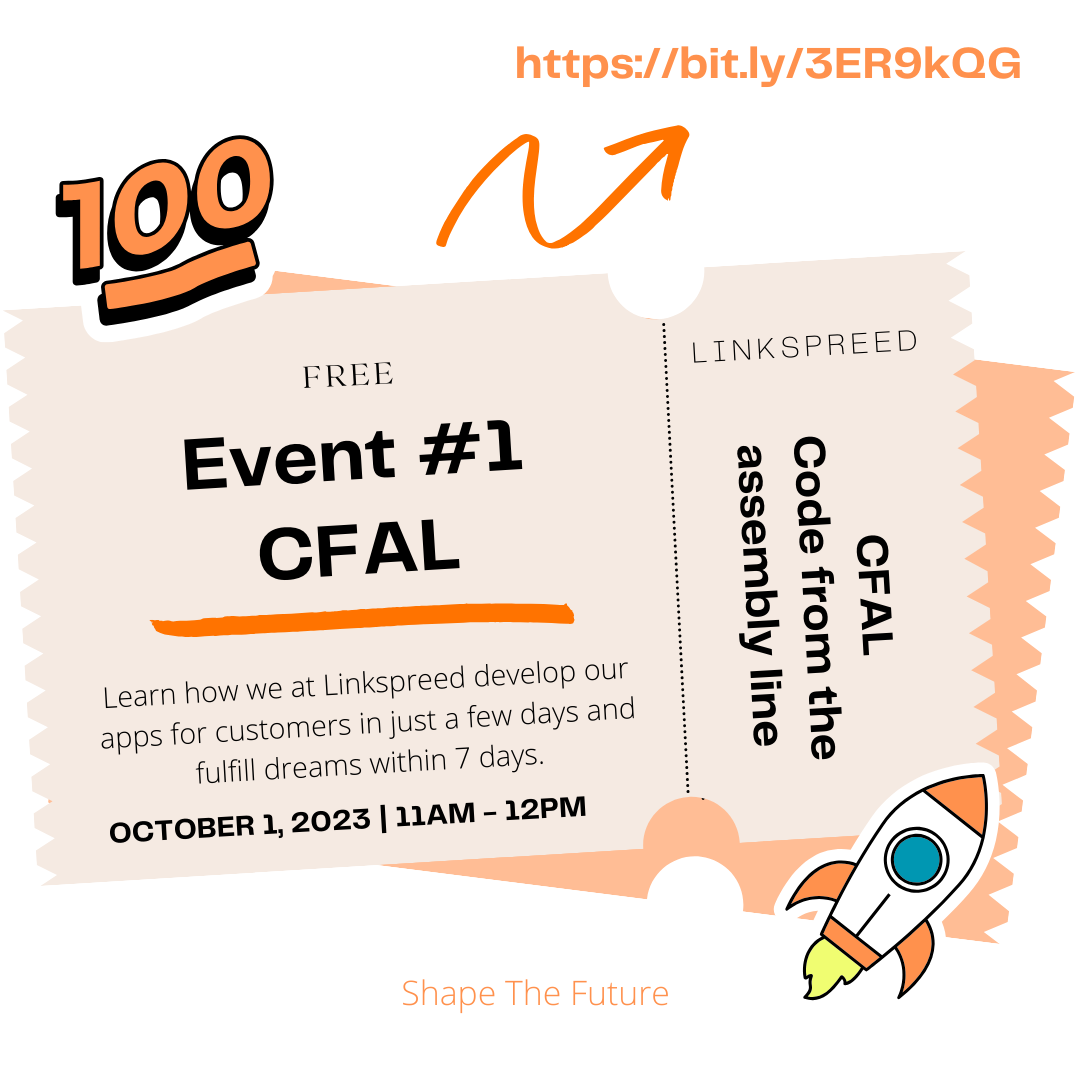 https://bit.ly/3ER9kQG
100
FREE
Event #1
CFAL
Learn how we at Linkspreed develop our
apps for customers in just a few days and
fulfill dreams within 7 days.
OCTOBER 1, 2023 | 11AM – 12PM
LINKSPREED
CFAL
Code from the
assembly line
Shape The Future